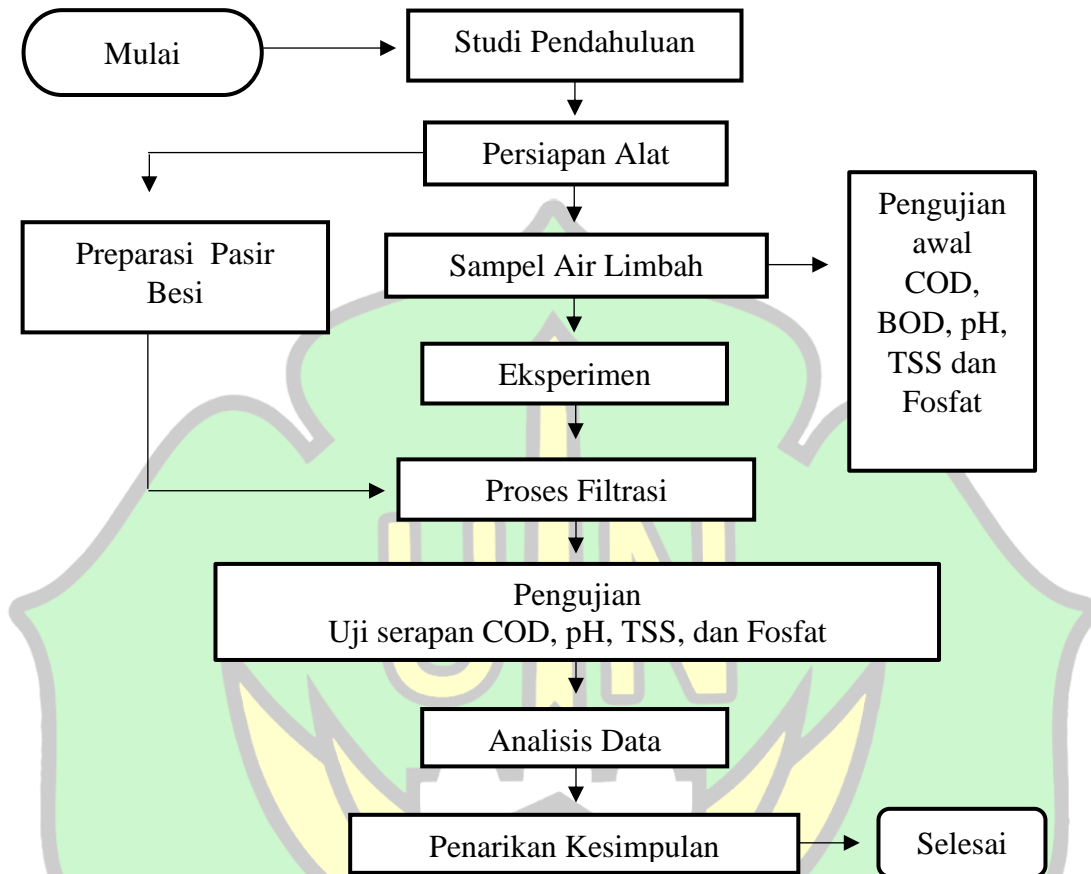 Mulai
Studi Pendahuluan
Persiapan Alat
Preparasi Pasir
Besi
Sampel Air Limbah
Pengujian
awal
COD,
BOD, pH,
TSS dan
Fosfat
Eksperimen
Proses Filtrasi
UIN
Pengujian
Uji serapan COD, pH, TSS, dan Fosfat
Analisis Data
Penarikan Kesimpulan
Selesai